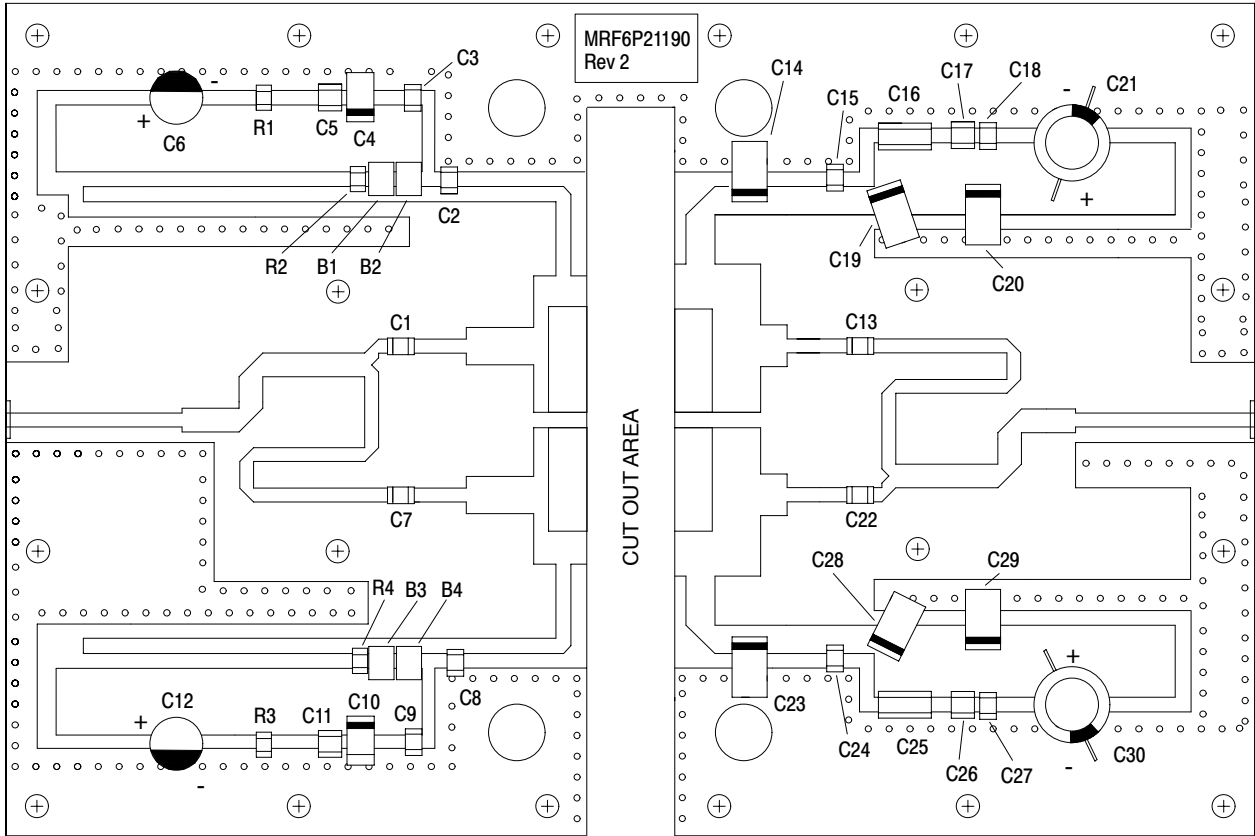 MRF6P21190
Rev 2
C3
C14
C15
C16
C17
C18
-
C21
-
+
C6
R1
C5
C4
+
C2
R2
B1
B2
C19
C20
C1
C13
CUT OUT AREA
C7
C22
R4
B3
B4
C28
C29
C12
+
R3
C11
C10
C9
C8
-
C23
C24
C25
C26
C27
+
-
C30